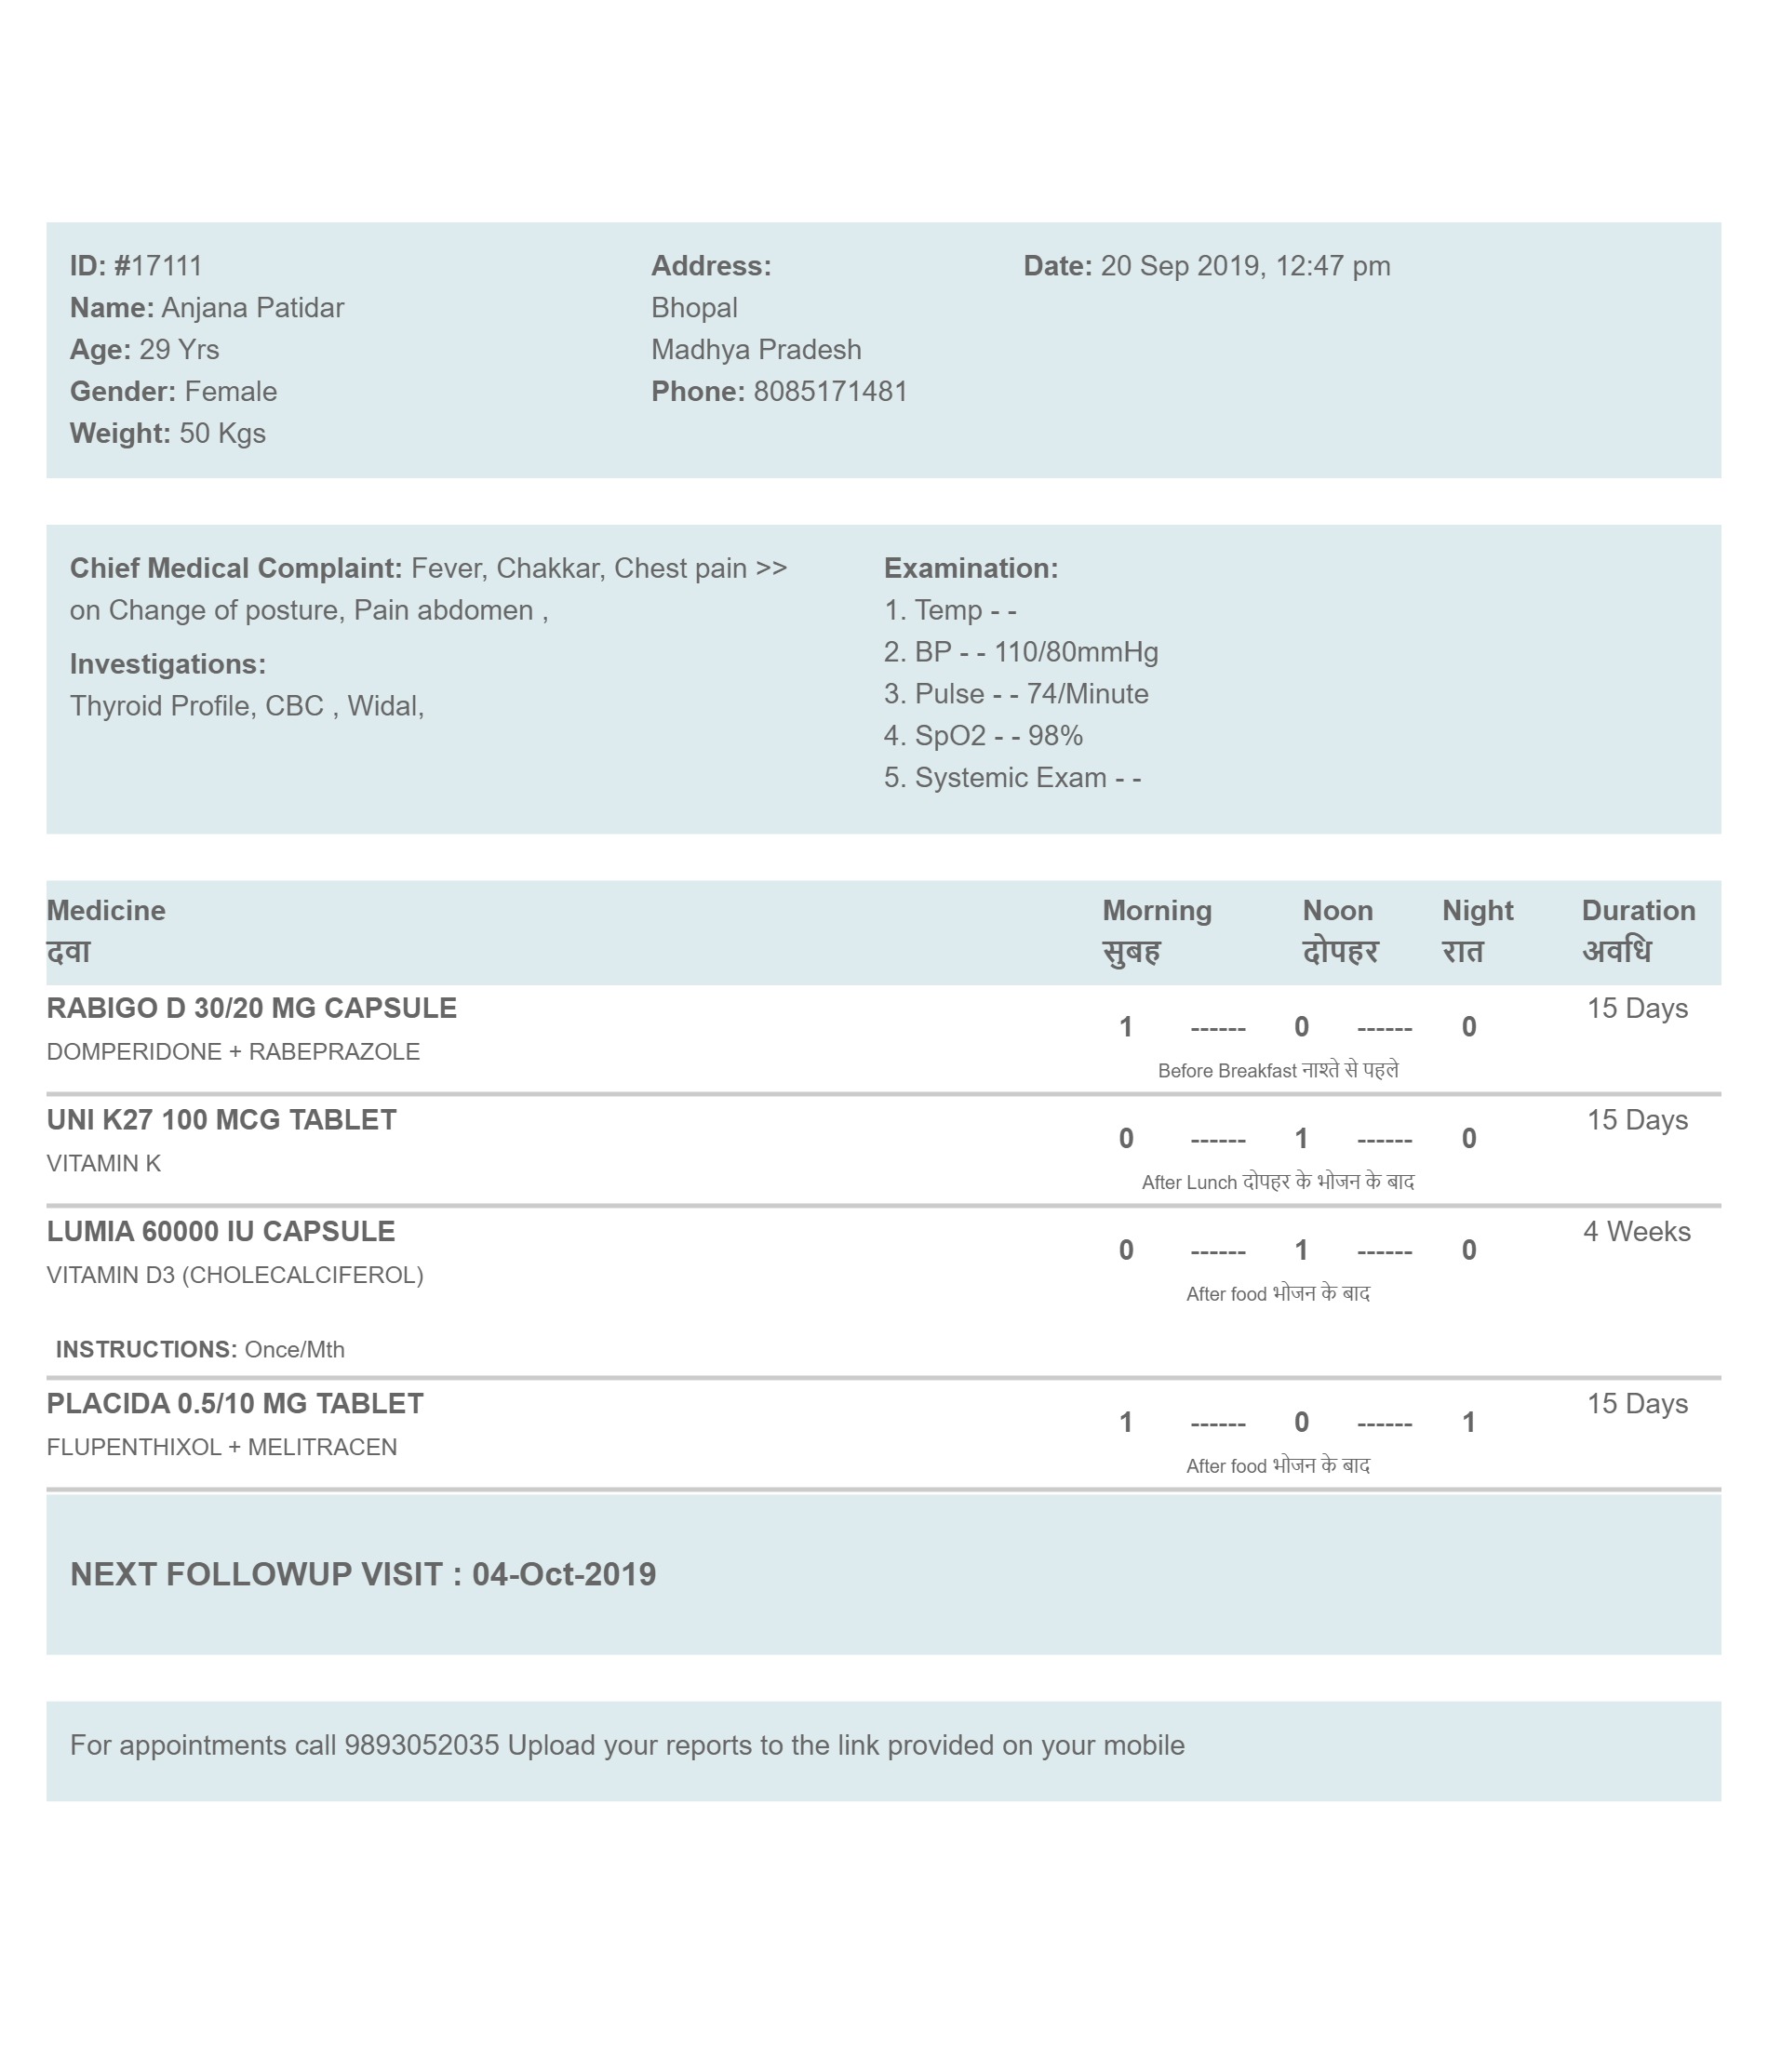 ID: #17111
Name: Anjana Patidar
Age: 29 Yrs
Gender: Female
Weight: 50 Kgs
Address:
Bhopal
Madhya Pradesh
Phone: 8085171481
Date: 20 Sep 2019, 12:47 pm
Chief Medical Complaint: Fever, Chakkar, Chest pain >>
on Change of posture, Pain abdomen ,
Investigations:
Thyroid Profile, CBC , Widal,
Examination:
1. Temp - -
2. BP - - 110/80mmHg
3. Pulse - - 74/Minute
4. SpO2 - - 98%
5. Systemic Exam - -
Medicine Morning Noon Night Duration
दवा सुबह दोपहर रात अवधि
RABIGO D 30/20 MG CAPSULE 15 Days
1 ------ 0 ------ 0
DOMPERIDONE + RABEPRAZOLE
Before Breakfast नाश्ते से पहले
UNI K27 100 MCG TABLET 15 Days
0 ------ 1 ------ 0
VITAMIN K
After Lunch दोपहर के भोजन के बाद
LUMIA 60000 IU CAPSULE 4 Weeks
0 ------ 1 ------ 0
VITAMIN D3 (CHOLECALCIFEROL)
After food भोजन के बाद
INSTRUCTIONS: Once/Mth
PLACIDA 0.5/10 MG TABLET 15 Days
1 ------ 0 ------ 1
FLUPENTHIXOL + MELITRACEN
After food भोजन के बाद
NEXT FOLLOWUP VISIT : 04-Oct-2019
For appointments call 9893052035 Upload your reports to the link provided on your mobile